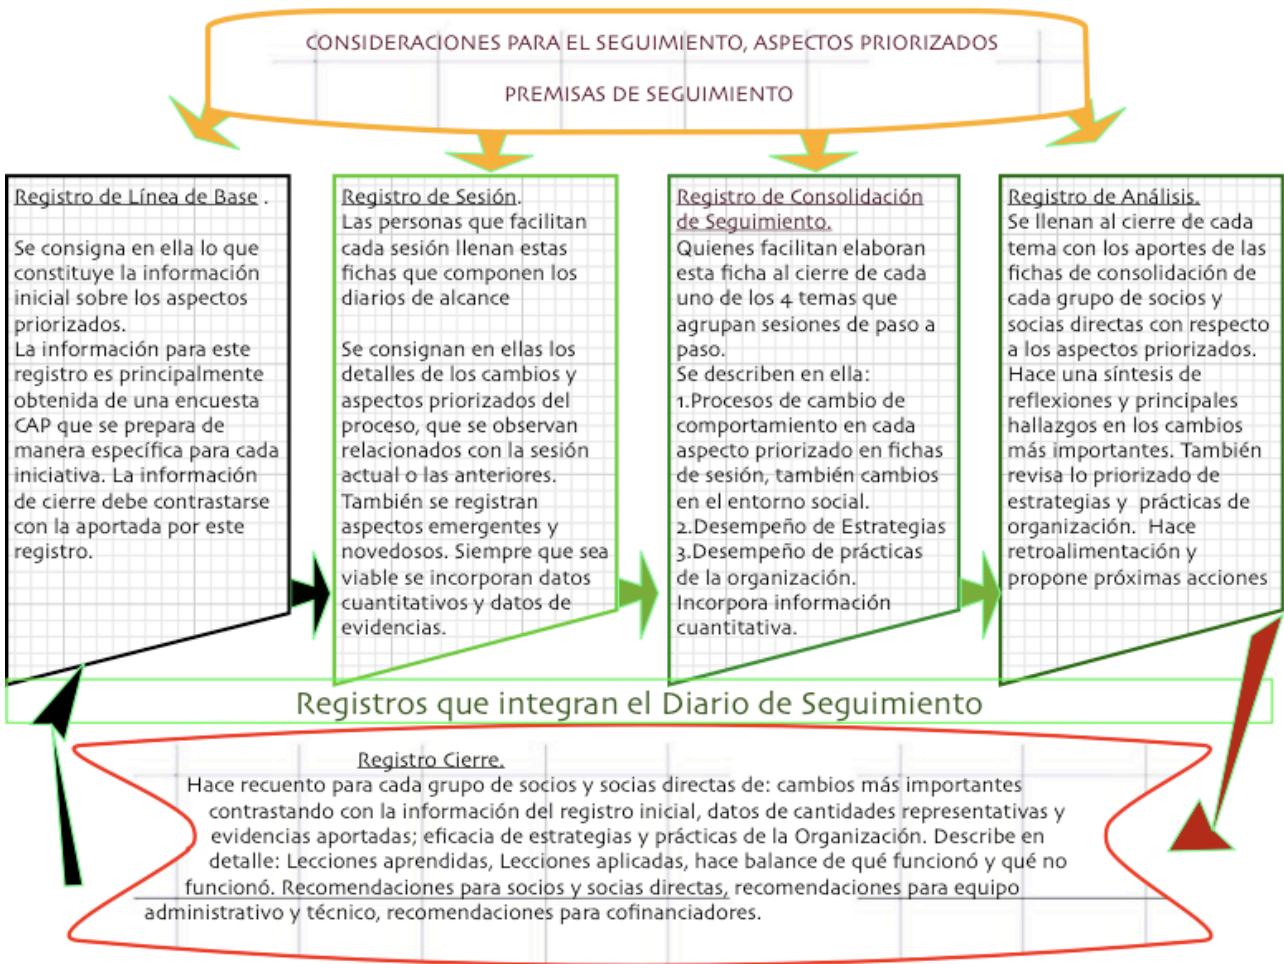 CONSIDERACIONES PARA EL SEGUIMIENTO, ASPECTOS PRIORIZADOS
PREMISAS DE SEGUIMIENTO
Registro de Línea de Base .
Se consigna en ella lo que
constituye la información
inicial sobre los aspectos
priorizados.
La información para este
registro es principalmente
obtenida de una encuesta
CAP que se prepara de
manera específica para cada
iniciativa. La información
de cierre debe contrastarse
con la aportada por este
registro.
Registro de Sesión.
Las personas que facilitan
cada sesión llenan estas
fichas que componen los
diarios de alcance
Se consignan en ellas los
detalles de los cambios y
aspectos priorizados del
proceso, que se observan
relacionados con la sesión
actual o las anteriores.
También se registran
aspectos emergentes y
novedosos. Siempre que sea
viable se incorporan datos
cuantitativos y datos de
evidencias.
Registro de Consolidación
de Seguimiento.
Quienes facilitan elaboran
esta ficha al cierre de cada
uno de los 4 temas que
agrupan sesiones de paso a
paso.
Se describen en ella:
1.Procesos de cambio de
comportamiento en cada
aspecto priorizado en fichas
de sesión, también cambios
en el entorno social.
2.Desempeño de Estrategias
3.Desempeño de prácticas
de la organización.
Incorpora información
cuantitativa.
Registro de Análisis.
Se llenan al cierre de cada
tema con los aportes de las
fichas de consolidación de
cada grupo de socios y
socias directas con respecto
a los aspectos priorizados.
Hace una síntesis de
reflexiones y principales
hallazgos en los cambios
más importantes. También
revisa lo priorizado de
estrategias y prácticas de
organización. Hace
retroalimentación y
propone próximas acciones
Registros que integran el Diario de Seguimiento
Registro Cierre.
Hace recuento para cada grupo de socios y socias directas de: cambios más importantes
contrastando con la información del registro inicial, datos de cantidades representativas y
evidencias aportadas; eficacia de estrategias y prácticas de la Organización. Describe en
detalle: Lecciones aprendidas, Lecciones aplicadas, hace balance de qué funcionó y qué no
funcionó. Recomendaciones para socios y socias directas, recomendaciones para equipo
administrativo y técnico, recomendaciones para cofinanciadores.